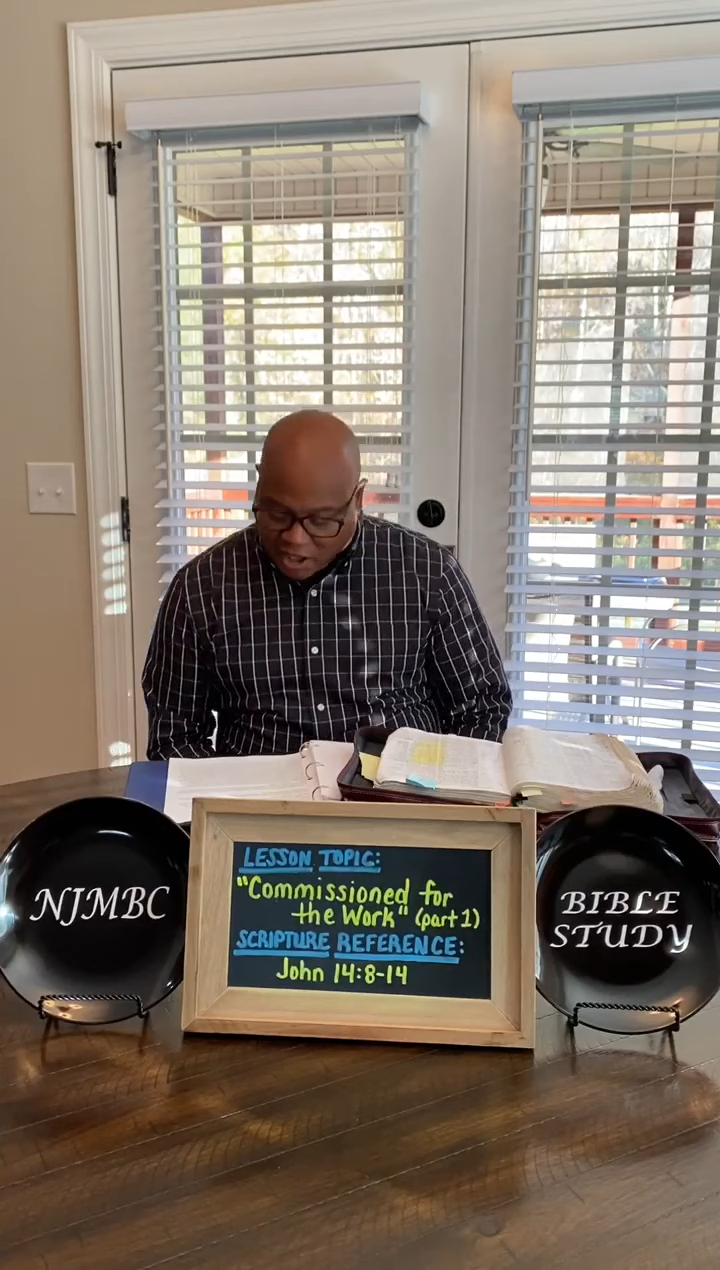 NJMBC
LESSON TOPIC:
"Commissioned for
the Work" (part 1)
SCRIPTURE REFERENCE:
John 14:8-14
BIBLE
STUDY